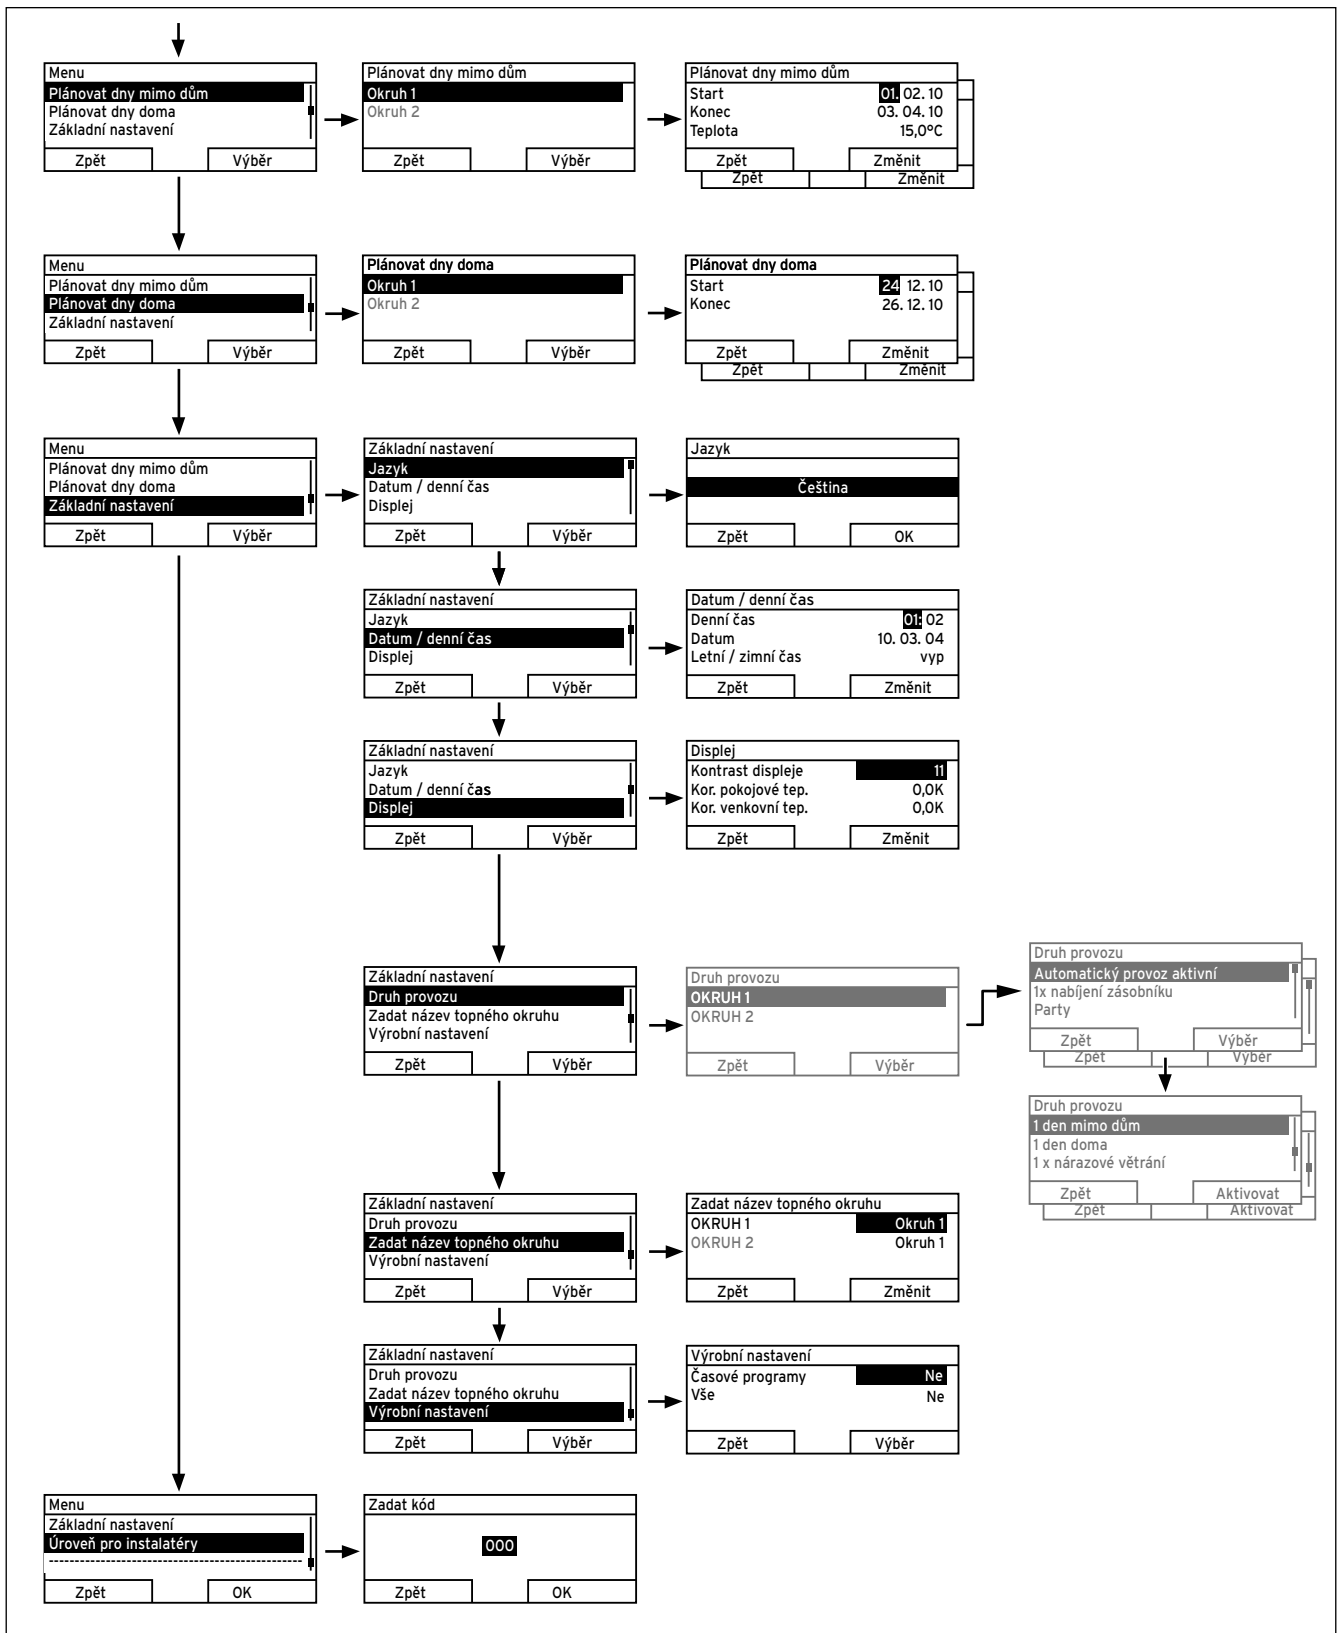 Menu
Plánovat dny mimo dům
Plánovat dny doma
Základní nastavení
Zpět Výběr
Plánovat dny mimo dům
Okruh 1
Okruh 2
Zpět Výběr
Plánovat dny mimo dům
Start 01. 02. 10
Konec 03. 04. 10
Teplota 15,0°C
Zpět Změnit
Zpět Změnit
Menu
Plánovat dny mimo dům
Plánovat dny doma
Základní nastavení
Zpět Výběr
Plánovat dny doma
Okruh 1
Okruh 2
Zpět Výběr
Plánovat dny doma
Start 24 12. 10
Konec 26. 12. 10
Zpět Změnit
Zpět Změnit
Menu
Plánovat dny mimo dům
Plánovat dny doma
Základní nastavení
Zpět Výběr
Základní nastavení
Jazyk
Datum / denní čas
Displej
Zpět Výběr
Jazyk
Čeština
Zpět OK
Základní nastavení
Jazyk
Datum / denní čas
Displej
Zpět Výběr
Datum / denní čas
Denní čas 01: 02
Datum 10. 03. 04
Letní / zimní čas vyp
Zpět Změnit
Základní nastavení
Jazyk
Datum / denní čas
Displej
Zpět Výběr
Displej
Kontrast displeje 11
Kor. pokojové tep. 0,0K
Kor. venkovní tep. 0,0K
Zpět Změnit
Základní nastavení
Druh provozu
Zadat název topného okruhu
Výrobní nastavení
Zpět Výběr
Druh provozu
OKRUH 1
OKRUH 2
Zpět Výběr
Druh provozu
Automatický provoz aktivní
1x nabíjení zásobníku
Party
Zpět Výběr
Zpět Výběr
Druh provozu
1 den mimo dům
1 den doma
1 x nárazové větrání
Zpět Aktivovat
Zpět Aktivovat
Základní nastavení
Druh provozu
Zadat název topného okruhu
Výrobní nastavení
Zpět Výběr
Zadat název topného okruhu
OKRUH 1 Okruh 1
OKRUH 2 Okruh 1
Zpět Změnit
Základní nastavení
Druh provozu
Zadat název topného okruhu
Výrobní nastavení
Zpět Výběr
Výrobní nastavení
Časové programy Ne
Vše Ne
Zpět Výběr
Menu
Základní nastavení
Úroveň pro instalatéry
------------------------------------------------
Zpět OK
Zadat kód
000
Zpět OK